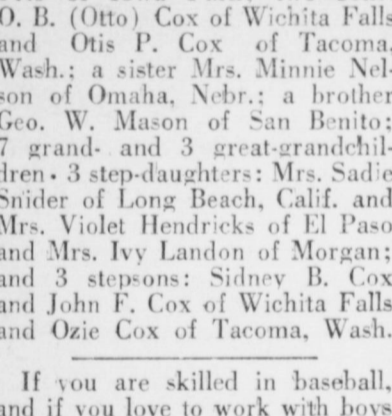 O. B. (Otto) Cox of Wichita Falls
and Otis P. Cox of Tacoma,
Wash.; a sister Mrs. Minnie Nel-
son of Omaha, Nebr.; a brother
Geo. W. Mason of San Benito;
7 grand- and 3 great-grandchil-
dren; 3 step-daughters: Mrs. Sadie
Snider of Long Beach, Calif. and
Mrs. Violet Hendricks of El Paso
and Mrs. Ivy Landon of Morgan;
and 3 stepsons: Sidney B. Cox
and John F. Cox of Wichita Falls
and Ozie Cox of Tacoma, Wash.
If you are skilled in baseball,
and if you love to work with boys